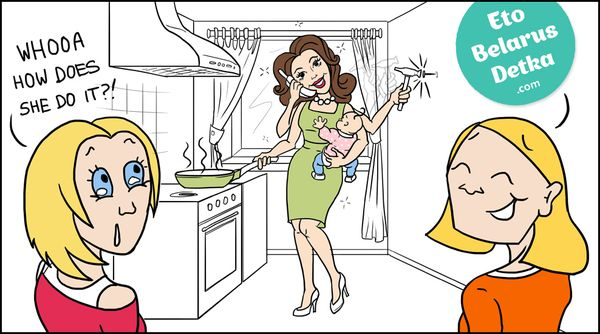 WHOOA
HOW DOES
SHE DO IT?!
Eto
Belarus
Detka
.com